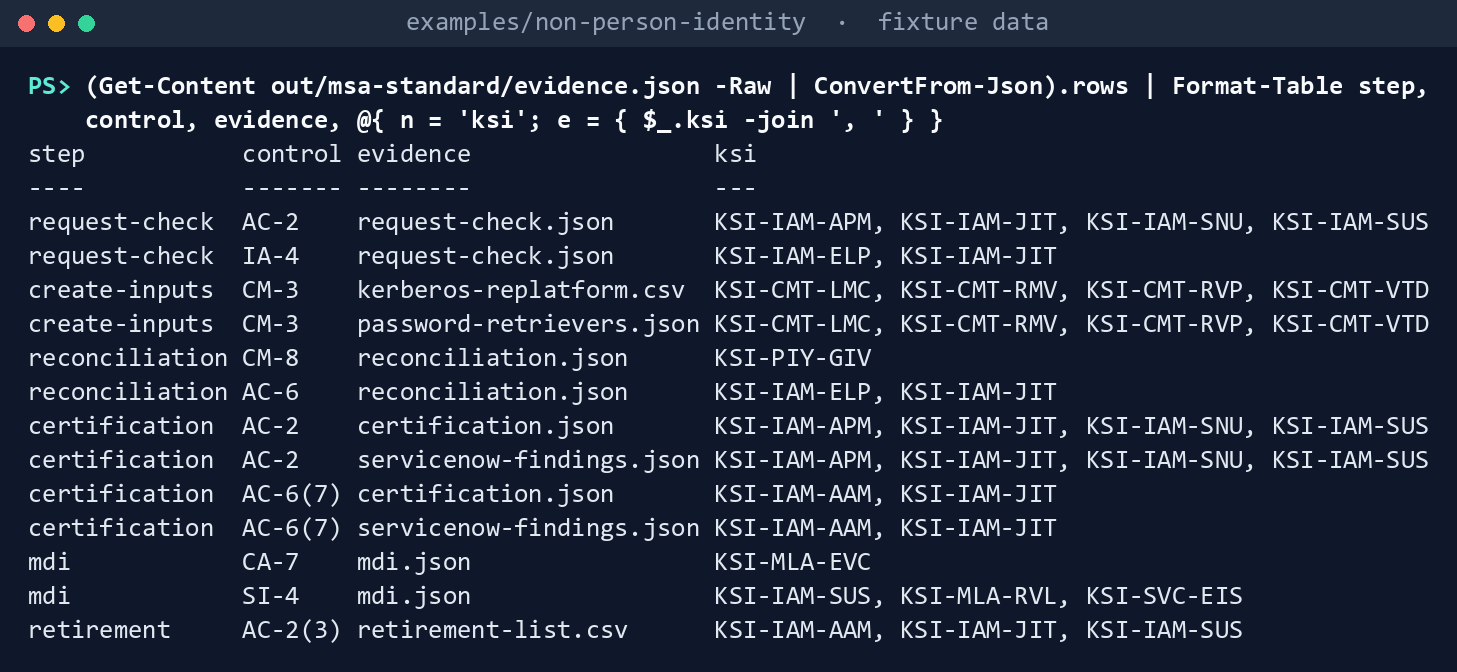 examples/non-person-identity · fixture data
PS> (Get-Content out/msa-standard/evidence.json -Raw | ConvertFrom-Json).rows | Format-Table step,
    control, evidence, @{ n = 'ksi'; e = { $_.ksi -join ', ' } }
step           control evidence                 ksi
----           ------- --------                 ---
request-check  AC-2    request-check.json       KSI-IAM-APM, KSI-IAM-JIT, KSI-IAM-SNU, KSI-IAM-SUS
request-check  IA-4    request-check.json       KSI-IAM-ELP, KSI-IAM-JIT
create-inputs  CM-3    kerberos-replatform.csv  KSI-CMT-LMC, KSI-CMT-RMV, KSI-CMT-RVP, KSI-CMT-VTD
create-inputs  CM-3    password-retrievers.json KSI-CMT-LMC, KSI-CMT-RMV, KSI-CMT-RVP, KSI-CMT-VTD
reconciliation CM-8    reconciliation.json      KSI-PIY-GIV
reconciliation AC-6    reconciliation.json      KSI-IAM-ELP, KSI-IAM-JIT
certification  AC-2    certification.json       KSI-IAM-APM, KSI-IAM-JIT, KSI-IAM-SNU, KSI-IAM-SUS
certification  AC-2    servicenow-findings.json KSI-IAM-APM, KSI-IAM-JIT, KSI-IAM-SNU, KSI-IAM-SUS
certification  AC-6(7) certification.json       KSI-IAM-AAM, KSI-IAM-JIT
certification  AC-6(7) servicenow-findings.json KSI-IAM-AAM, KSI-IAM-JIT
mdi            CA-7    mdi.json                 KSI-MLA-EVC
mdi            SI-4    mdi.json                 KSI-IAM-SUS, KSI-MLA-RVL, KSI-SVC-EIS
retirement     AC-2(3) retirement-list.csv      KSI-IAM-AAM, KSI-IAM-JIT, KSI-IAM-SUS